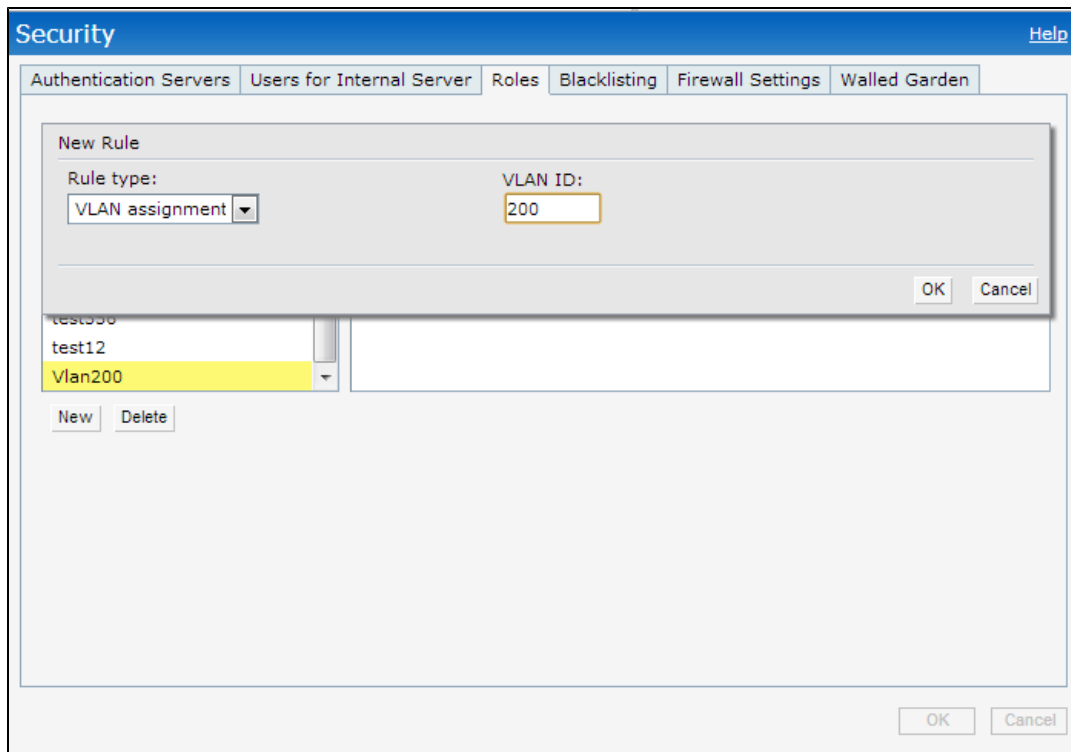 Security Help
Authentication Servers Users for Internal Server Roles Blacklisting Firewall Settings Walled Garden
New Rule
Rule type: VLAN ID:
VLAN assignment 200
OK Cancel
test12
Vlan200
New Delete
OK Cancel